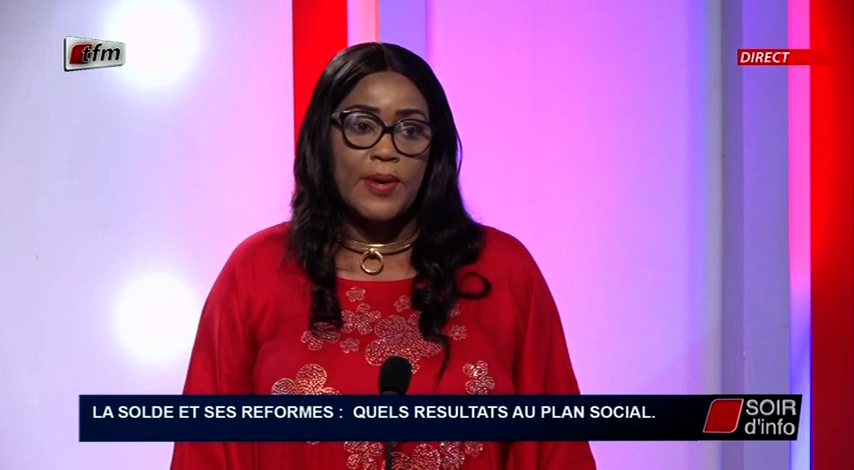 tfm
DIRECT
LA SOLDE ET SES REFORMES : QUELS RESULTATS AU PLAN SOCIAL.
SOIR
d'info